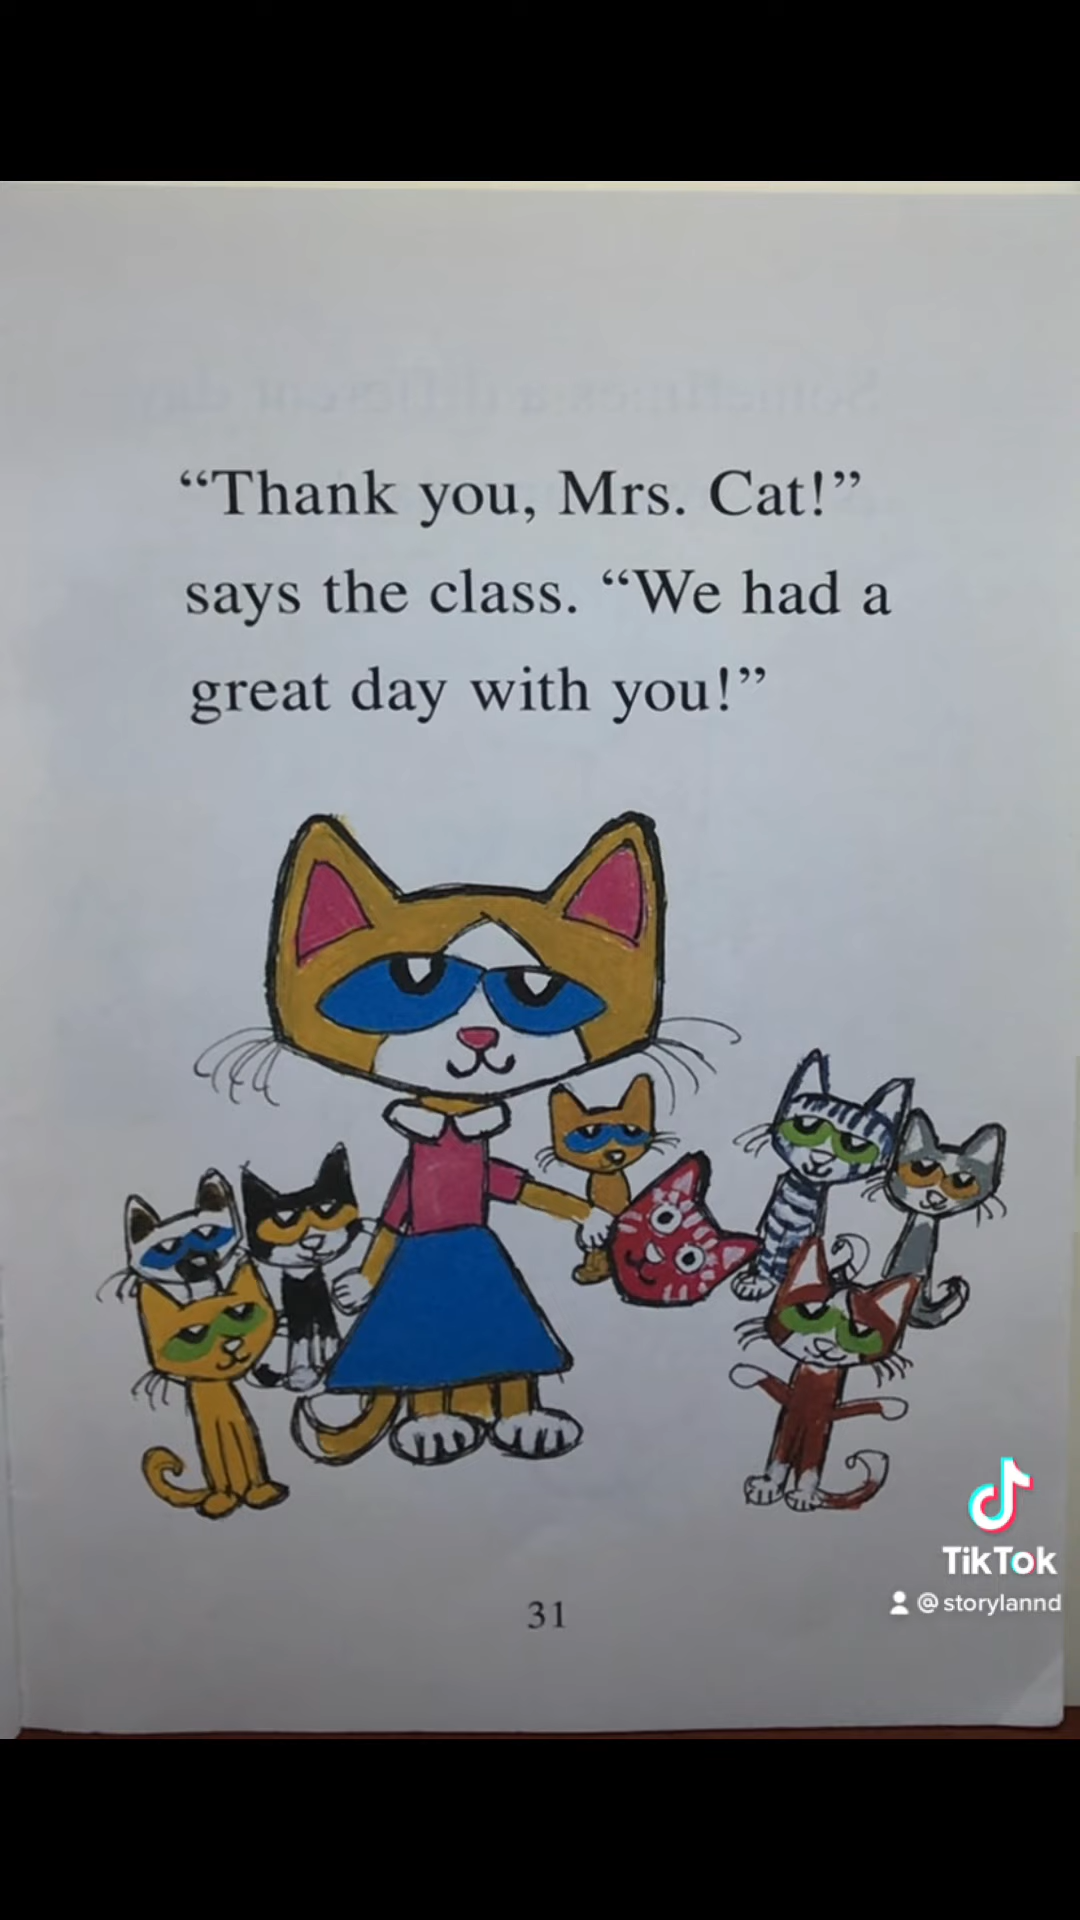 “Thank you, Mrs. Cat!”
says the class. “We had a
great day with you!”
31
TikTok
@storylannd